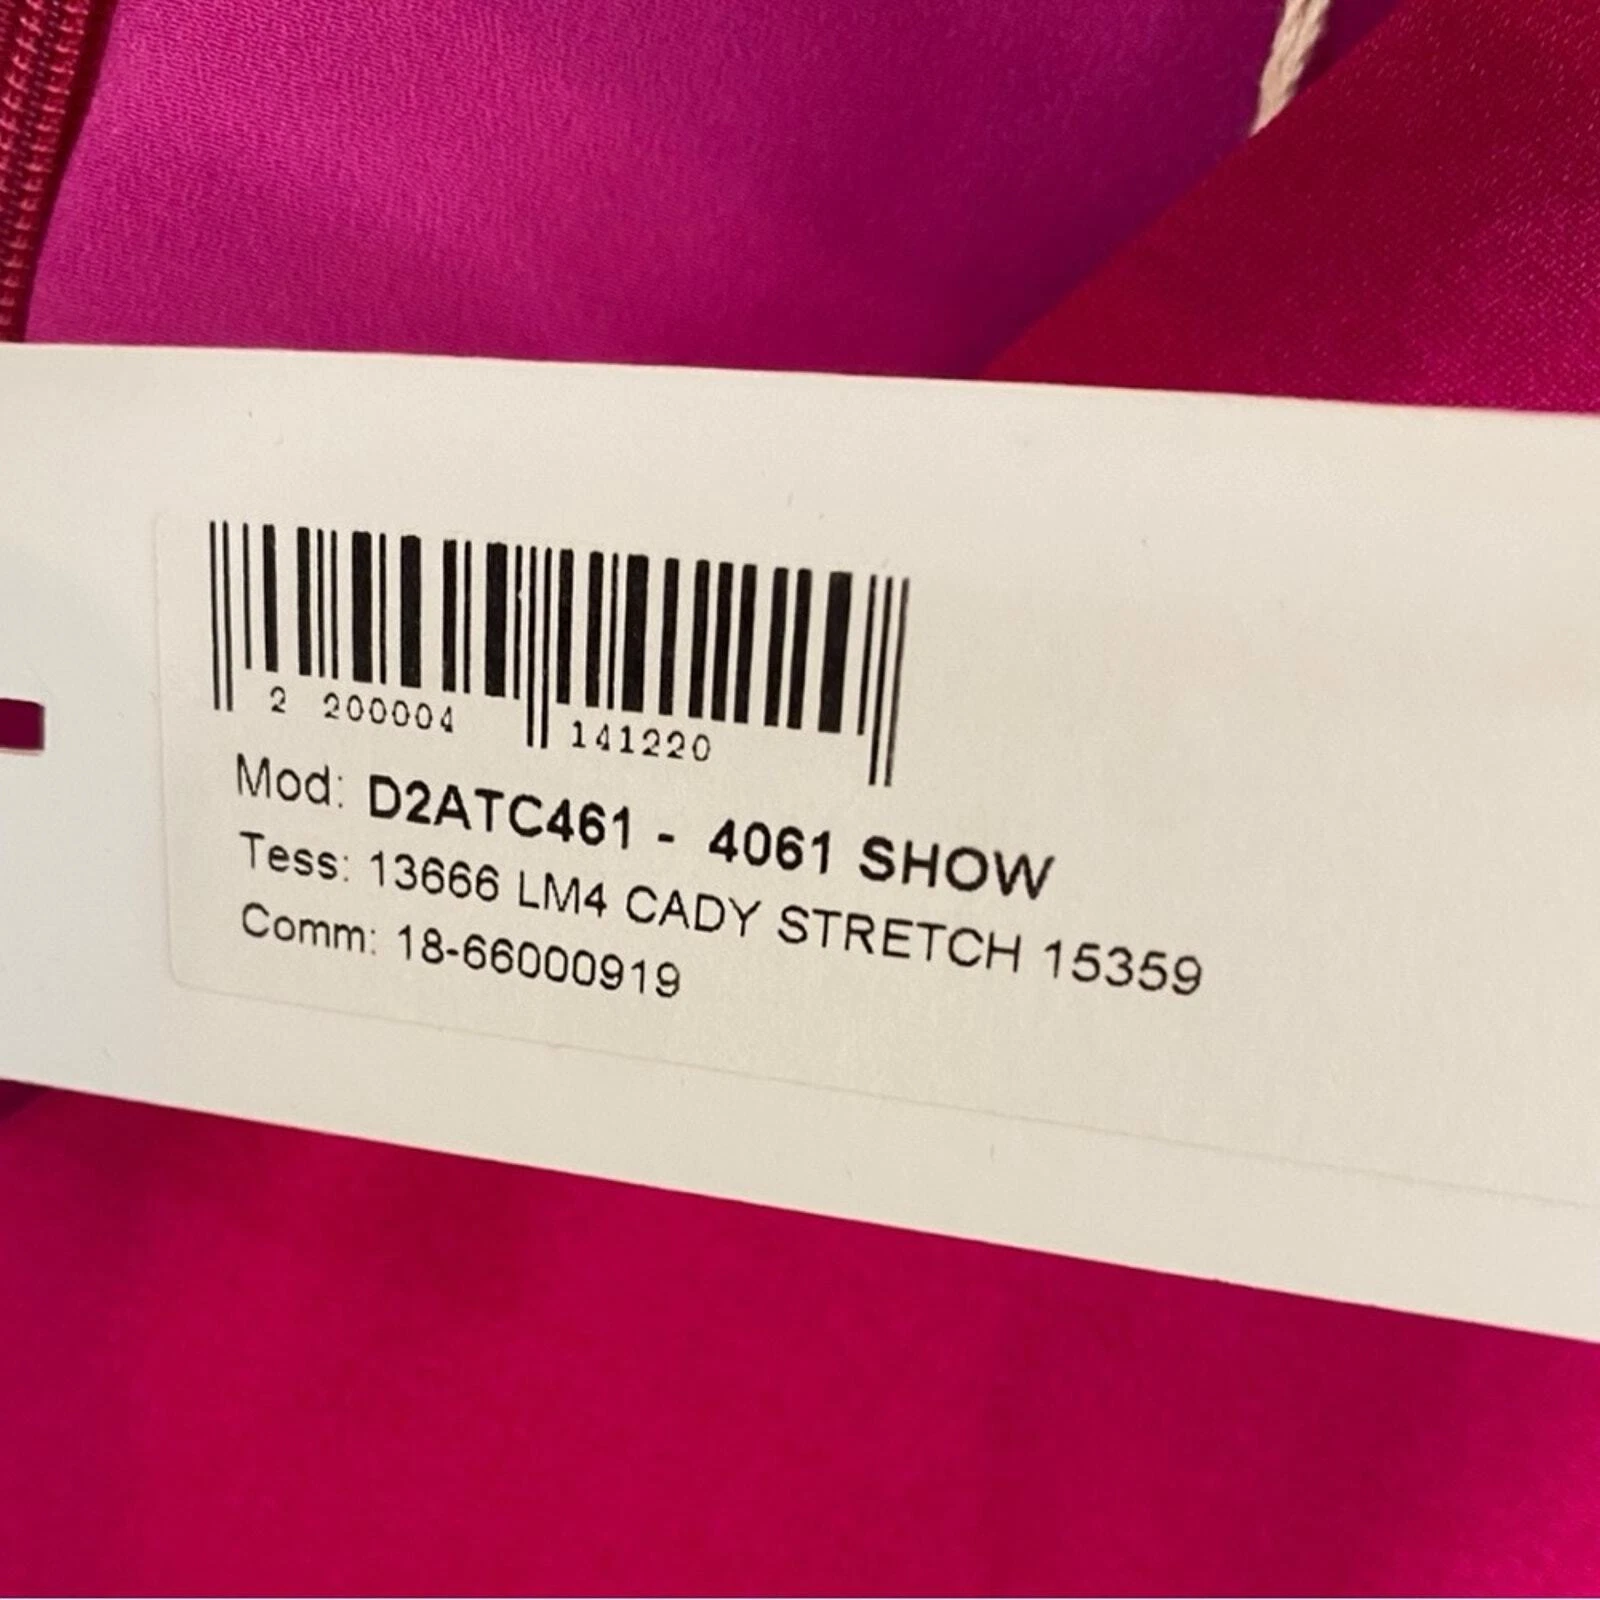 2 200004 141220
Mod: D2ATC461 - 4061 SHOW
Tess: 13666 LM4 CADY STRETCH 15359
Comm: 18-66000919